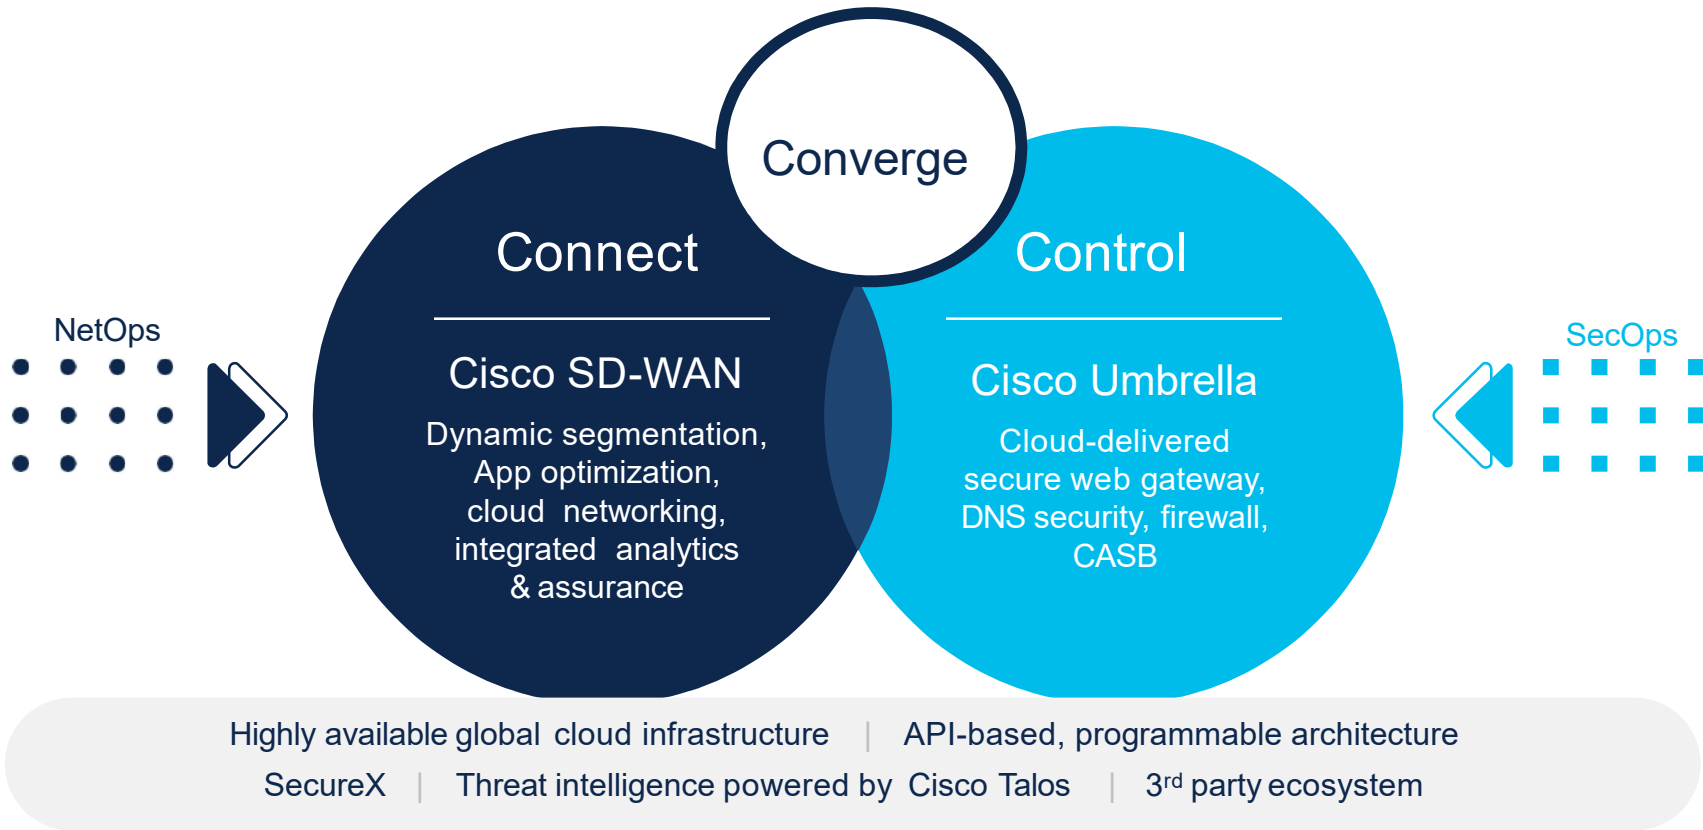 Converge
Connect
Control
NetOps
SecOps
Cisco SD-WAN
Dynamic segmentation,
App optimization,
cloud networking,
integrated analytics
& assurance
Cisco Umbrella
Cloud-delivered
secure web gateway,
DNS security, firewall,
CASB
Highly available global cloud infrastructure | API-based, programmable architecture
SecureX | Threat intelligence powered by Cisco Talos | 3rd party ecosystem